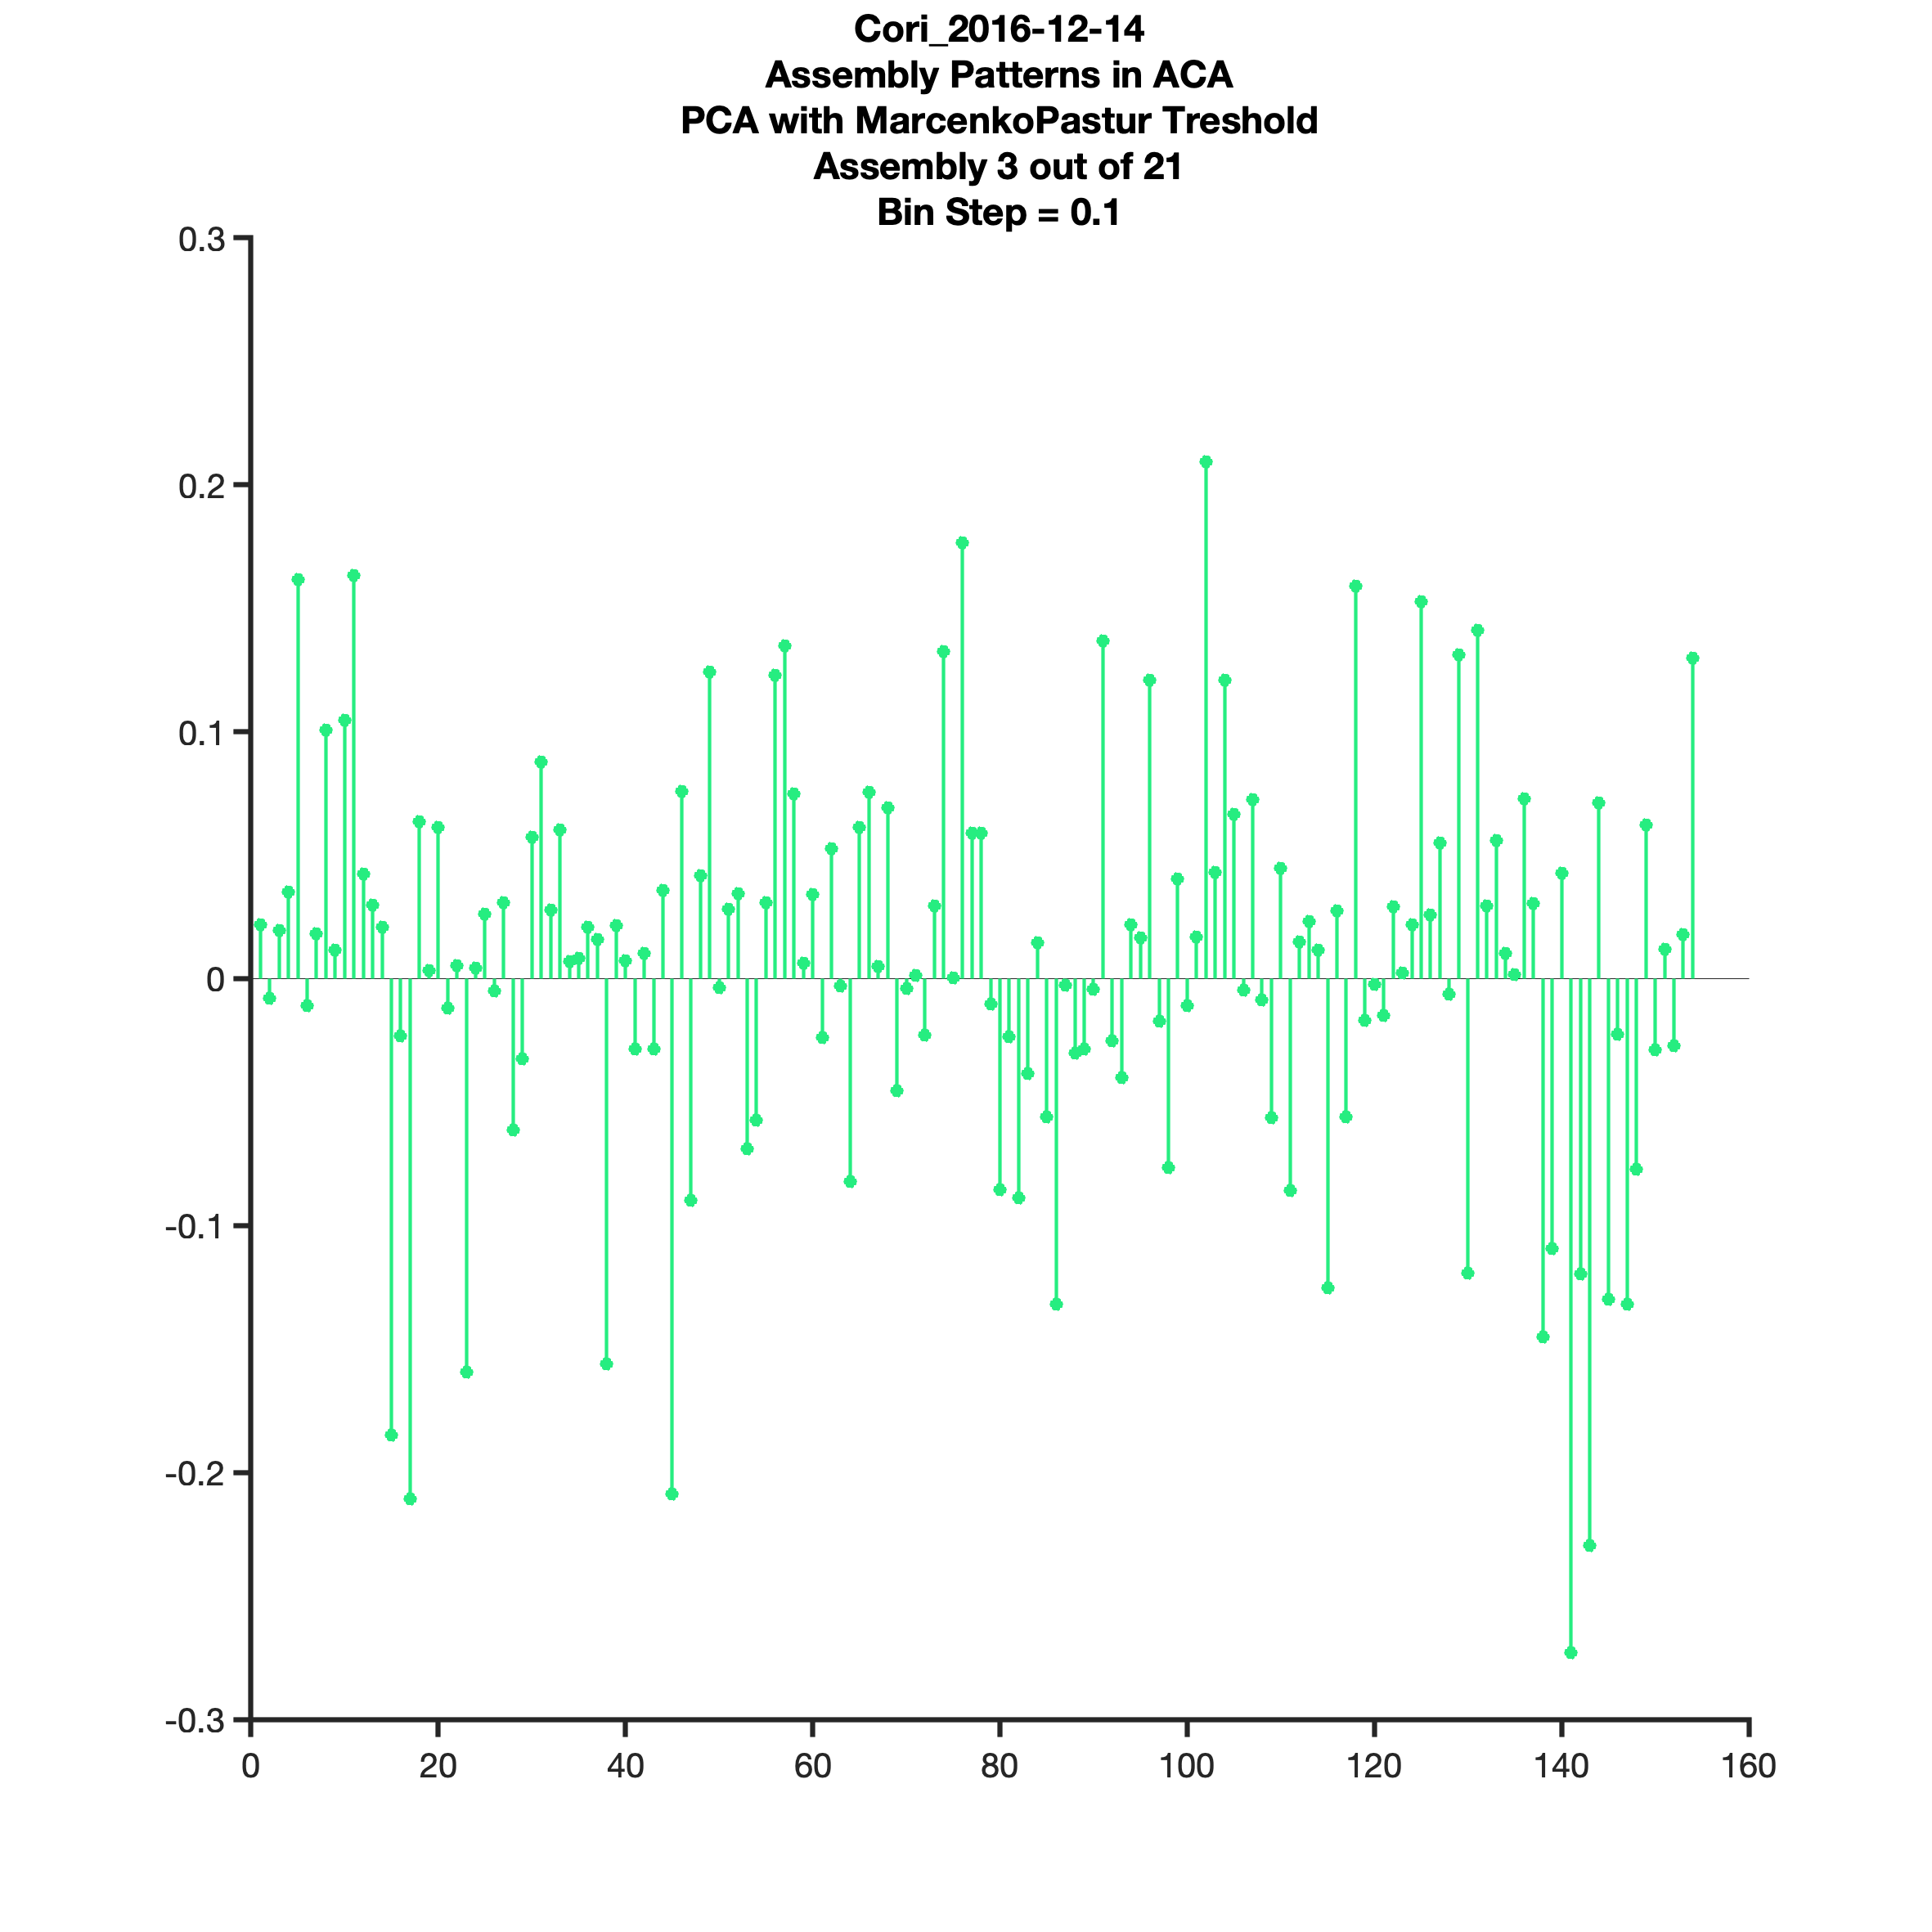 Cori_2016-12-14
Assembly Patterns in ACA
PCA with MarcenkoPastur Treshold
Assembly 3 out of 21
Bin Step = 0.1
0.3
0.2
0.1
0
-0.1
-0.2
-0.3
0 20 40 60 80 100 120 140 160